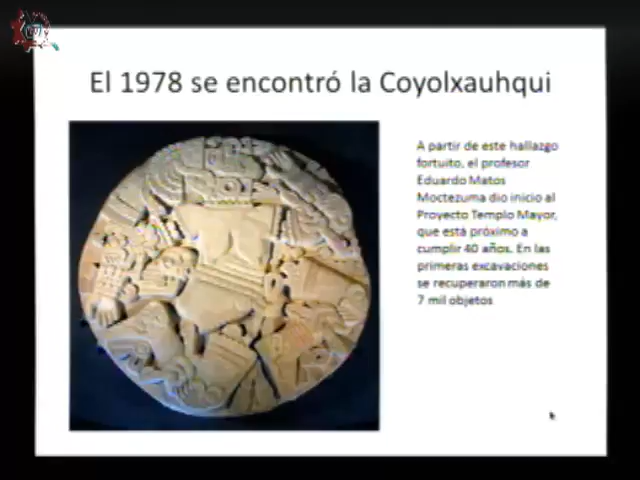 El 1978 se encontró la Coyolxauhqui
A partir de este hallazgo
fortuito, el profesor
Eduardo Matos
Moctezuma dio inicio al
Proyecto Templo Mayor,
que está próximo a
cumplir 40 años. En las
primeras excavaciones
se recuperaron más de
7 mil objetos